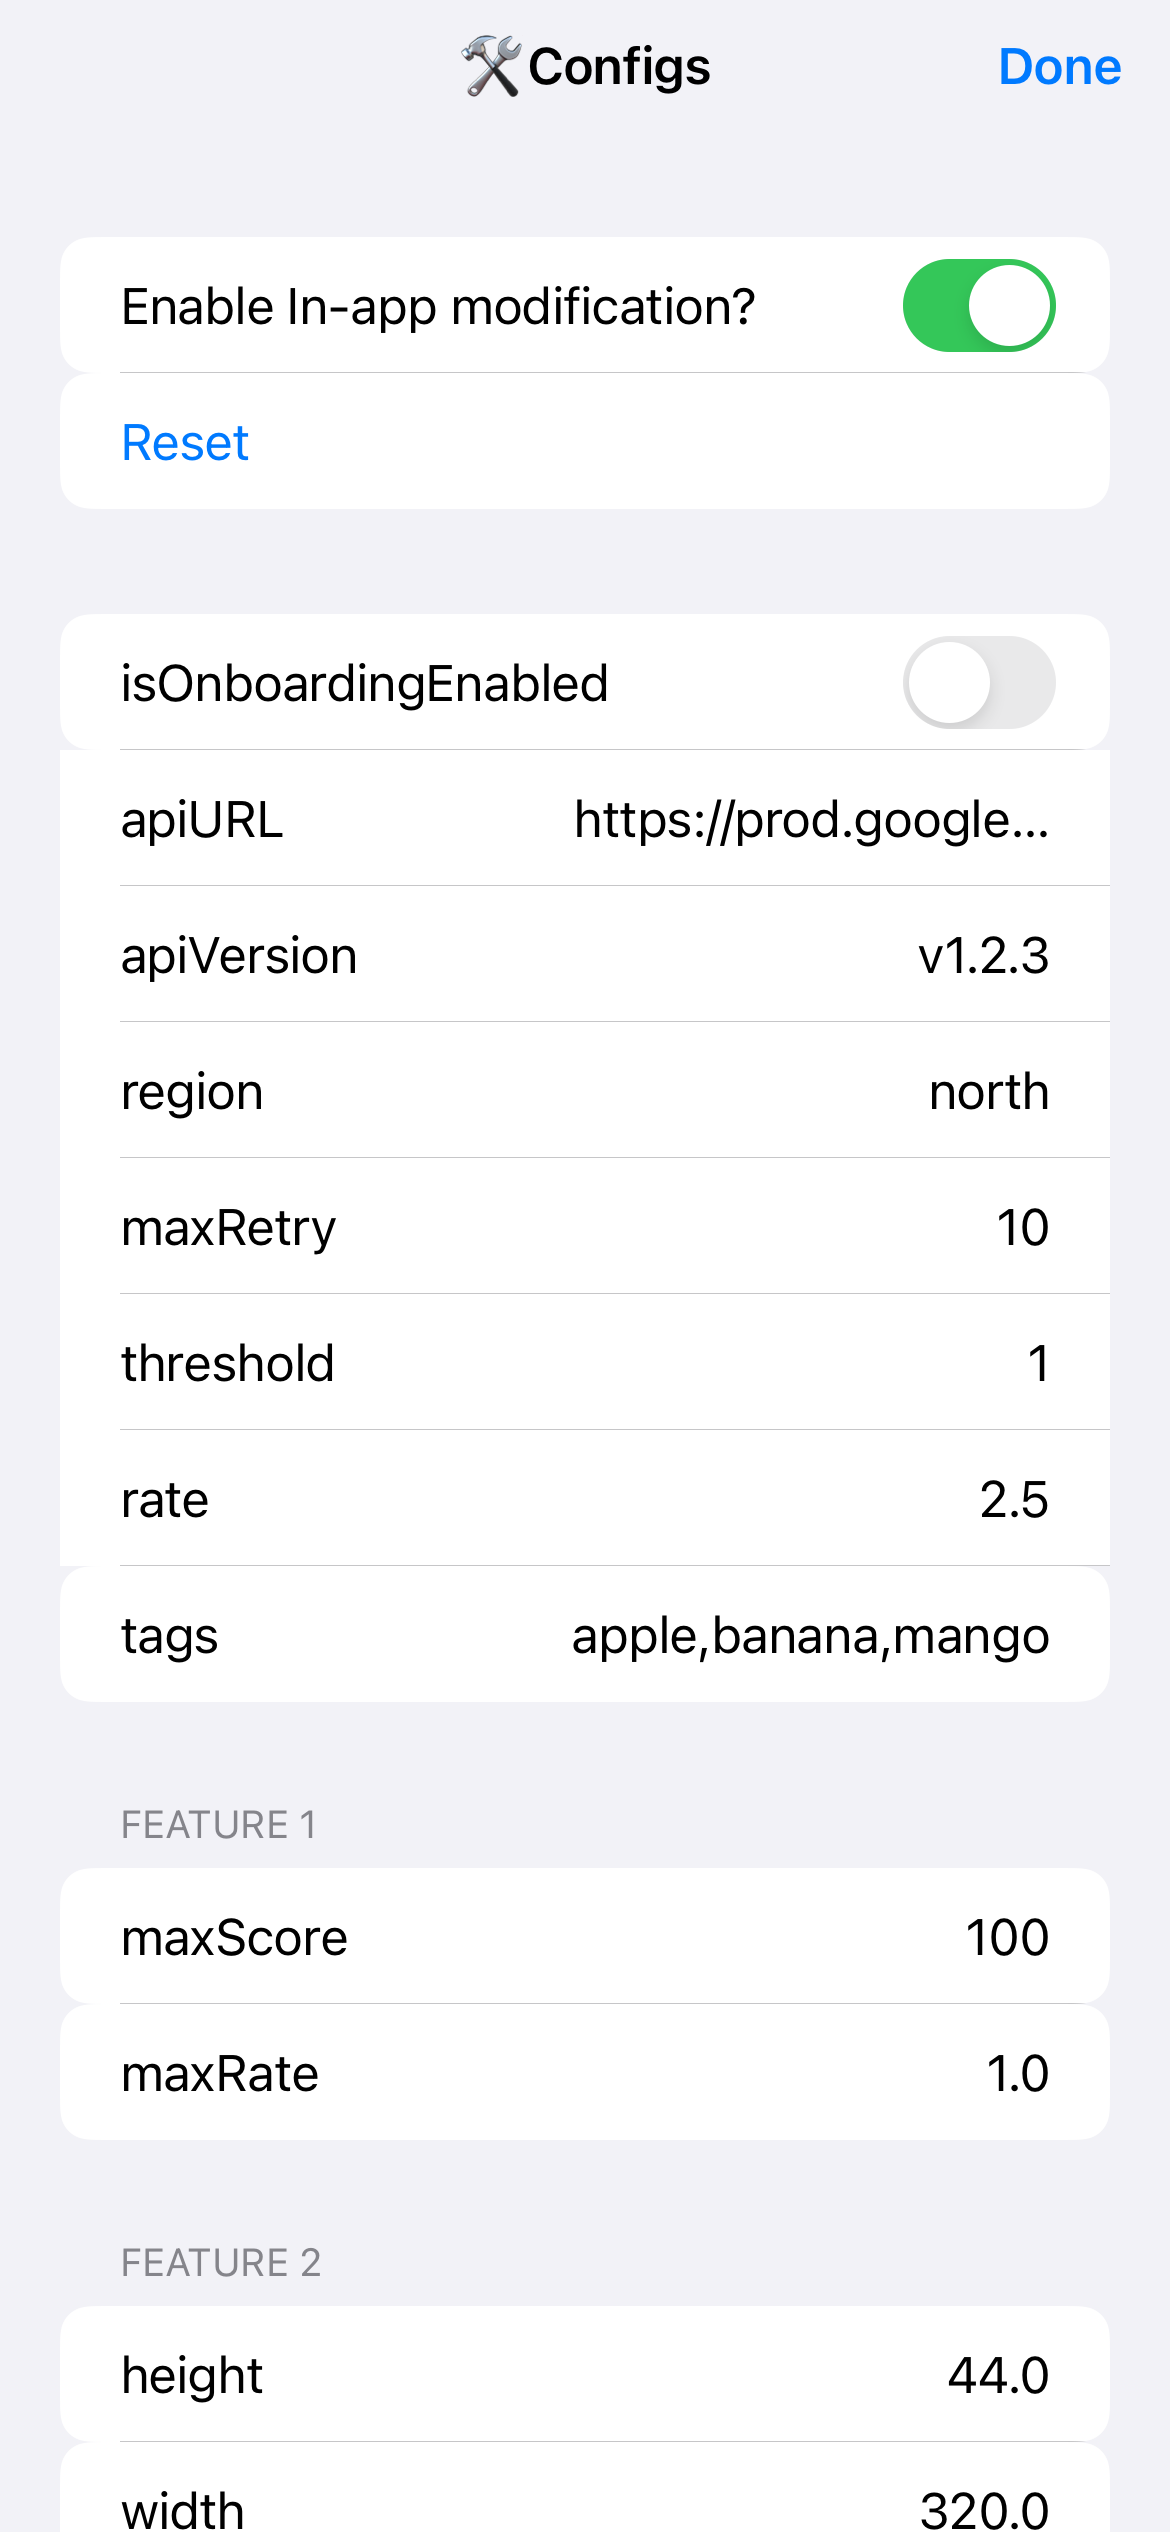 🛠Configs
Done
Enable In-app modification?
Reset
isOnboardingEnabled
apiURL https://prod.google...
apiVersion v1.2.3
region north
maxRetry 10
threshold 1
rate 2.5
tags apple,banana,mango
FEATURE 1
maxScore 100
maxRate 1.0
FEATURE 2
height 44.0
width 320.0